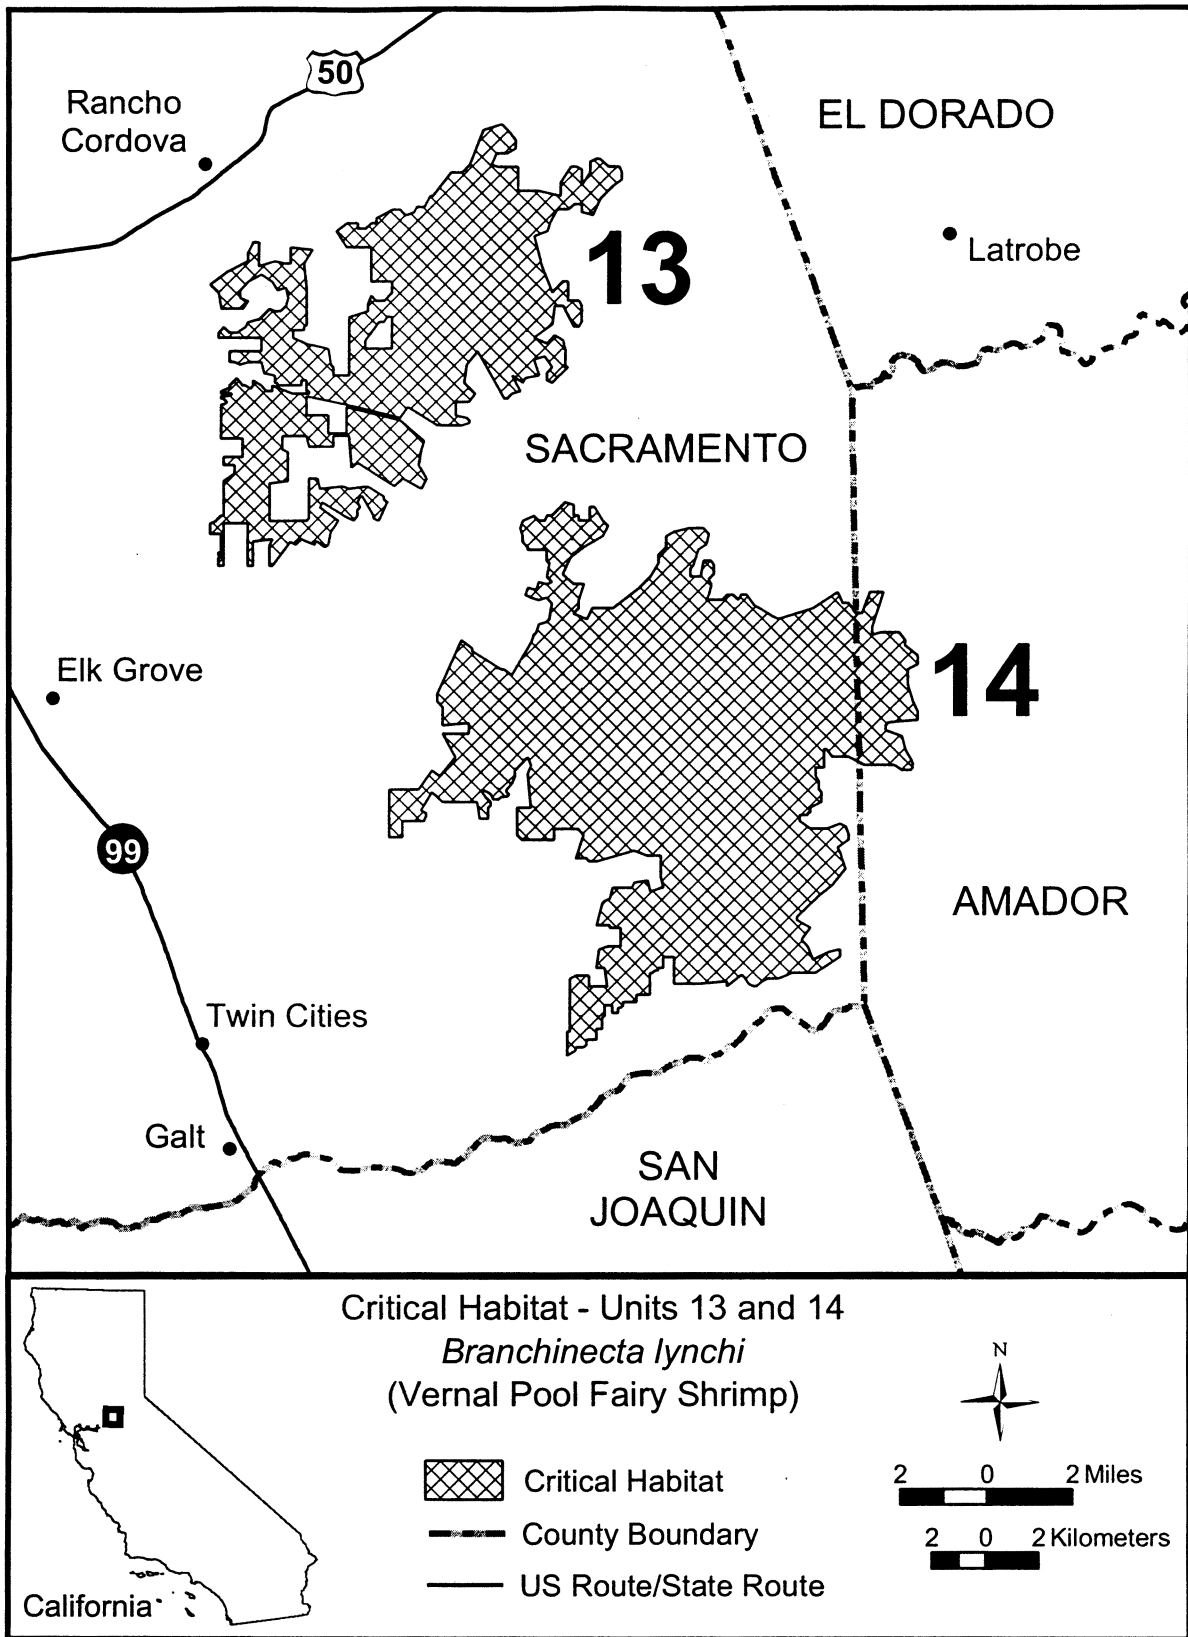 50
Rancho
Cordova
EL DORADO
13
Latrobe
SACRAMENTO
Elk Grove
14
99
AMADOR
Twin Cities
Galt
SAN
JOAQUIN
Critical Habitat - Units 13 and 14
Branchinecta lynchi
(Vernal Pool Fairy Shrimp)
N
Critical Habitat
2 0 2 Miles
County Boundary
2 0 2 Kilometers
US Route/State Route
California